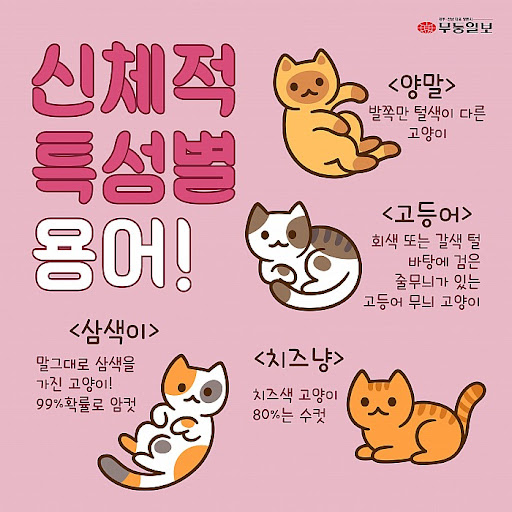 무등일보
신체적
특성별
용어!
<양말>
발쪽만 털색이 다른
고양이
<고등어>
회색 또는 갈색 털
바탕에 검은
줄무늬가 있는
고등어 무늬 고양이
<삼색이>
말그대로 삼색을
가진 고양이!
99%확률로 암컷
<치즈냥>
치즈색 고양이
80%는 수컷